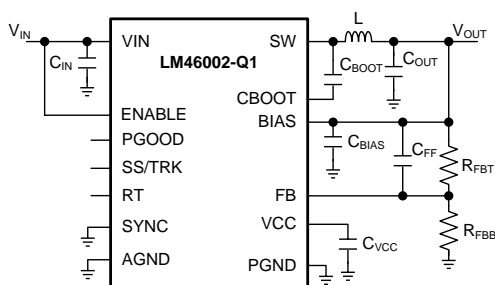 VIN
CIN
VIN
ENABLE
PGOOD
SS/TRK
RT
SYNC
AGND
LM46002-Q1
SW
CBOOT
BIAS
FB
VCC
PGND
L
VOUT
CBOOT
COUT
CBIAS
CFF
RFBT
RFBB
CVCC